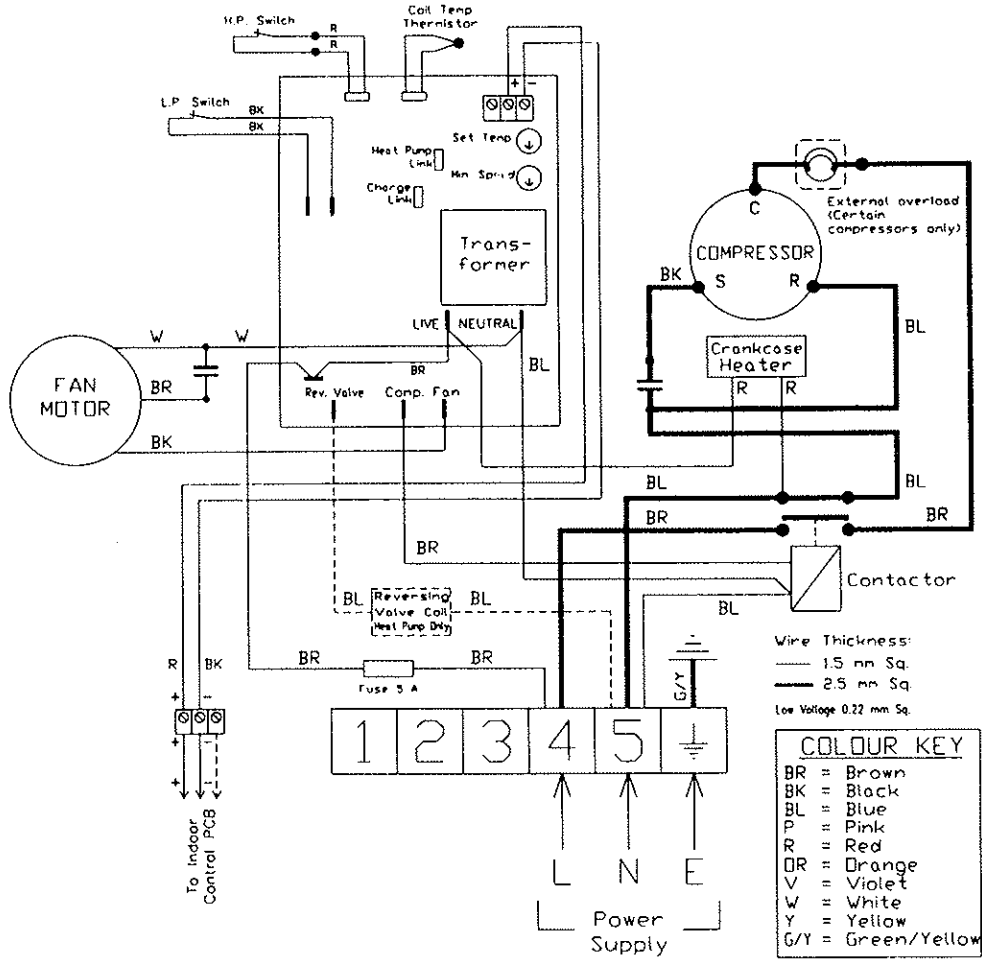 H.P. Switch
R
R
Coil Temp
Thermistor
+ -
L.P. Switch
BK
BK
Set Temp
Heat Pump
Link
Min Speed
Charge
Link
Trans-
former
LIVE
NEUTRAL
External overload
(Certain
compressors only)
C
COMPRESSOR
S
R
BK
BL
Crankcase
Heater
R
R
W
W
BR
BL
FAN
MOTOR
BR
BK
Rev. Valve
Comp.
Fan
BL
BL
BR
BR
BR
Contactor
BL
BL
Reversing
Valve Coil
Heat Pump Only
BL
BR
Fuse 5 A
BR
G/Y
R
BK
+ -
+ -
+ -
To Indoor
Control PCB
1
2
3
4
5
L
N
E
Power
Supply
Wire Thickness:
1.5 mm Sq.
2.5 mm Sq.
Low Voltage 0.22 mm Sq.
COLOUR KEY
BR = Brown
BK = Black
BL = Blue
P = Pink
R = Red
OR = Orange
V = Violet
W = White
Y = Yellow
G/Y = Green/Yellow